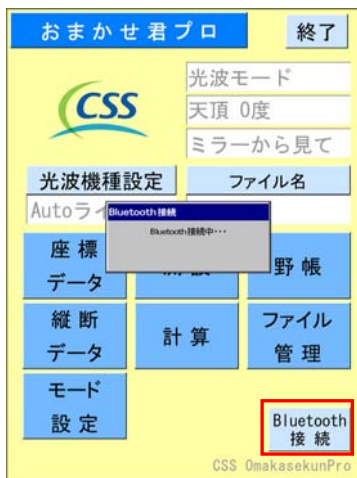 おまかせ君プロ
終了
CSS
光波モード
天頂 0度
ミラーから見て
光波機種設定
ファイル名
Autoライ
Bluetooth接続
Bluetooth接続中・・・
座標
データ
野帳
縦断
データ
計算
ファイル
管理
モード
設定
Bluetooth
接続
CSS OmakasekunPro